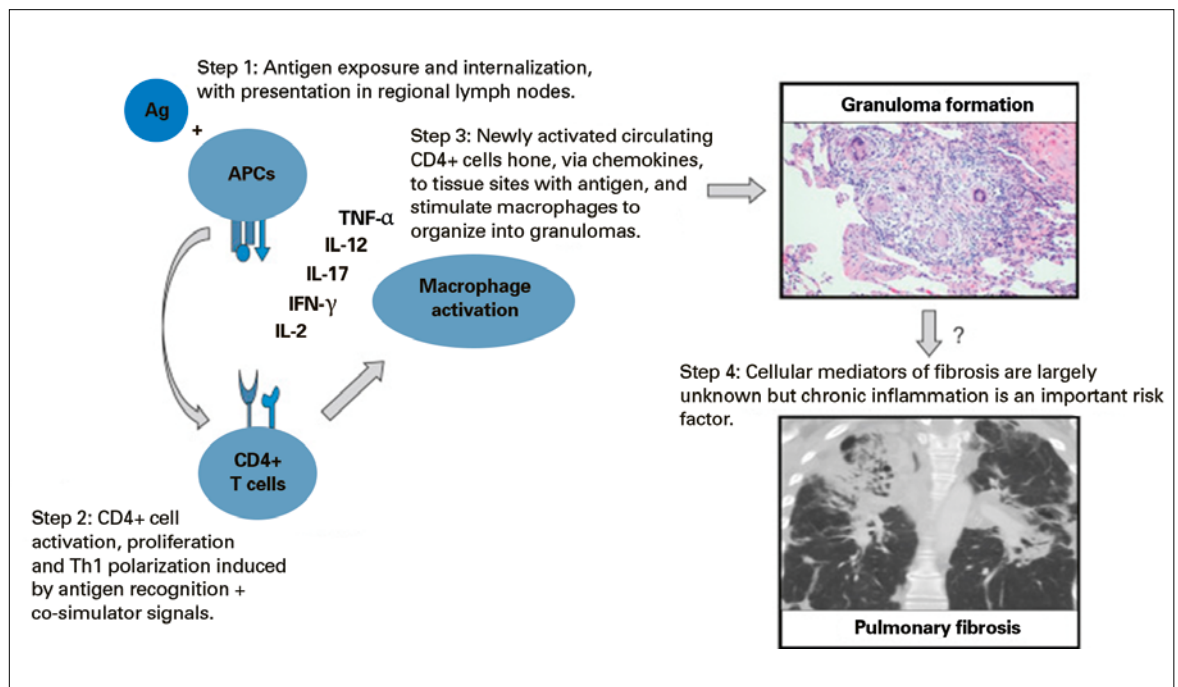 Step 1: Antigen exposure and internalization,
with presentation in regional lymph nodes.
Ag
+
APCs
Step 3: Newly activated circulating
CD4+ cells hone, via chemokines,
to tissue sites with antigen, and
stimulate macrophages to
organize into granulomas.
TNF-α
IL-12
IL-17
IFN-γ
IL-2
Macrophage
activation
CD4+
T cells
Step 2: CD4+ cell
activation, proliferation
and Th1 polarization induced
by antigen recognition +
co-simulator signals.
Granuloma formation
?
Step 4: Cellular mediators of fibrosis are largely
unknown but chronic inflammation is an important risk
factor.
Pulmonary fibrosis